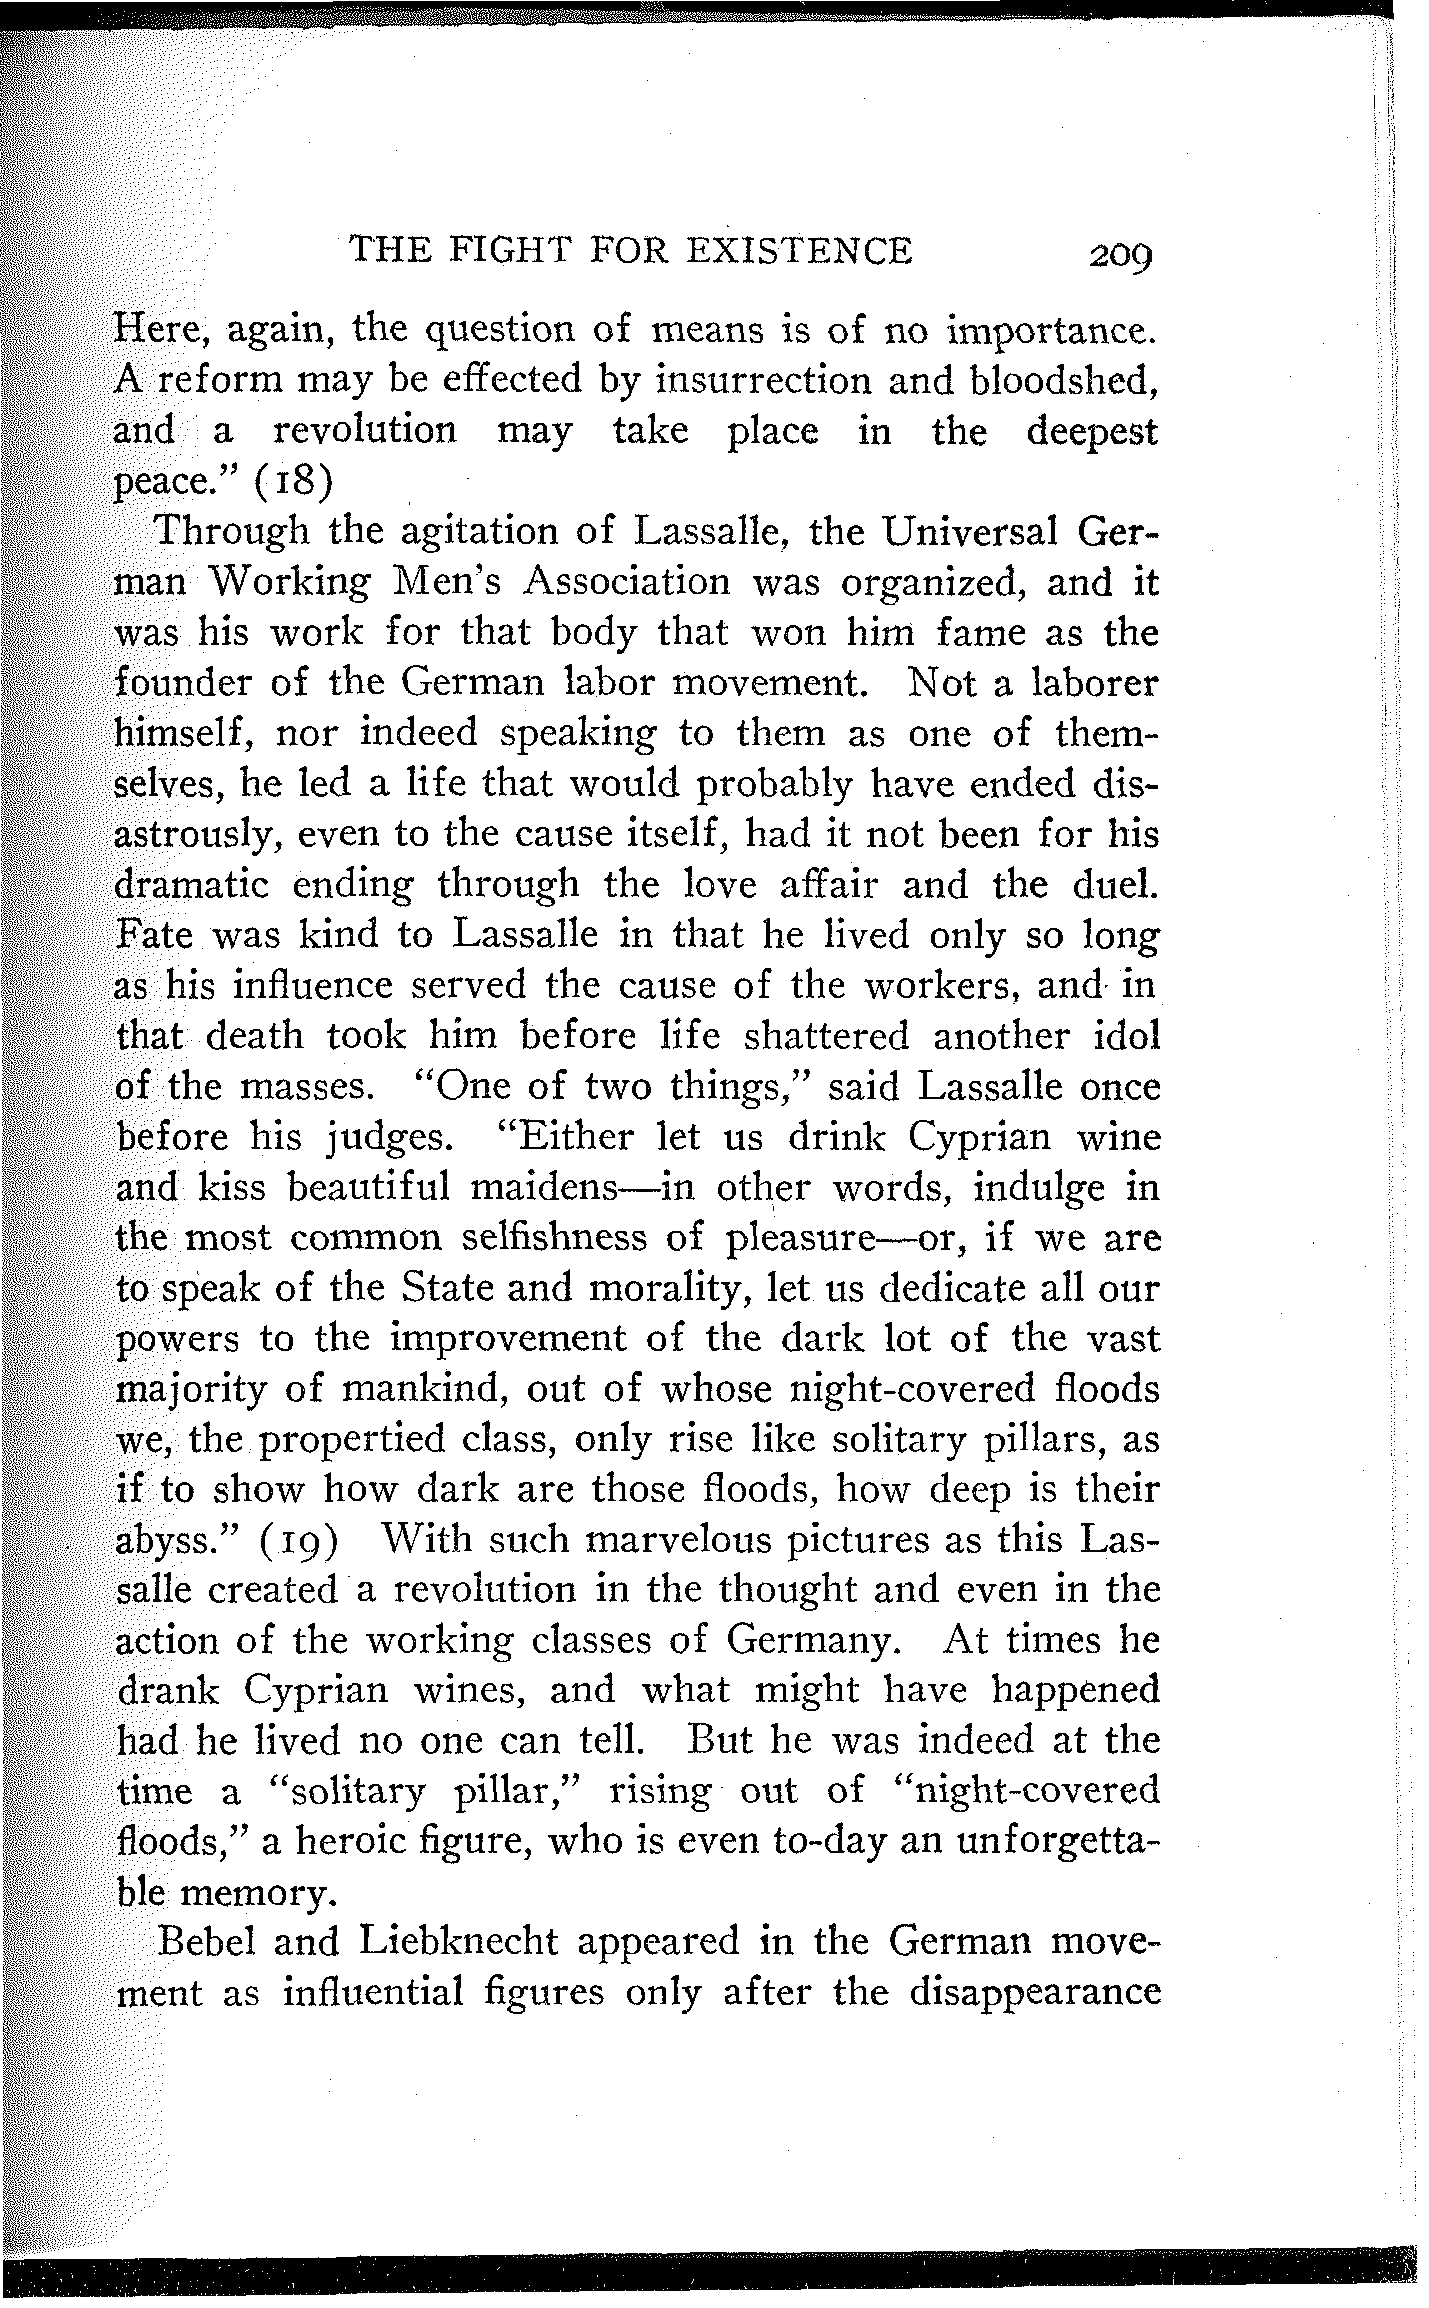 THE FIGHT FOR EXISTENCE 209
Here, again, the question of means is of no importance.
A reform may be effected by insurrection and bloodshed,
and a revolution may take place in the deepest
peace.” (18)
Through the agitation of Lassalle, the Universal Ger-
man Working Men’s Association was organized, and it
was his work for that body that won him fame as the
founder of the German labor movement. Not a laborer
himself, nor indeed speaking to them as one of them-
selves, he led a life that would probably have ended dis-
astrously, even to the cause itself, had it not been for his
dramatic ending through the love affair and the duel.
Fate was kind to Lassalle in that he lived only so long
as his influence served the cause of the workers, and in
that death took him before life shattered another idol
of the masses. “One of two things,” said Lassalle once
before his judges. “Either let us drink Cyprian wine
and kiss beautiful maidens—in other words, indulge in
the most common selfishness of pleasure—or, if we are
to speak of the State and morality, let us dedicate all our
powers to the improvement of the dark lot of the vast
majority of mankind, out of whose night-covered floods
we, the propertied class, only rise like solitary pillars, as
if to show how dark are those floods, how deep is their
abyss.” (19) With such marvelous pictures as this Las-
salle created a revolution in the thought and even in the
action of the working classes of Germany. At times he
drank Cyprian wines, and what might have happened
had he lived no one can tell. But he was indeed at the
time a “solitary pillar,” rising out of “night-covered
floods,” a heroic figure, who is even to-day an unforgetta-
ble memory.
Bebel and Liebknecht appeared in the German move-
ment as influential figures only after the disappearance